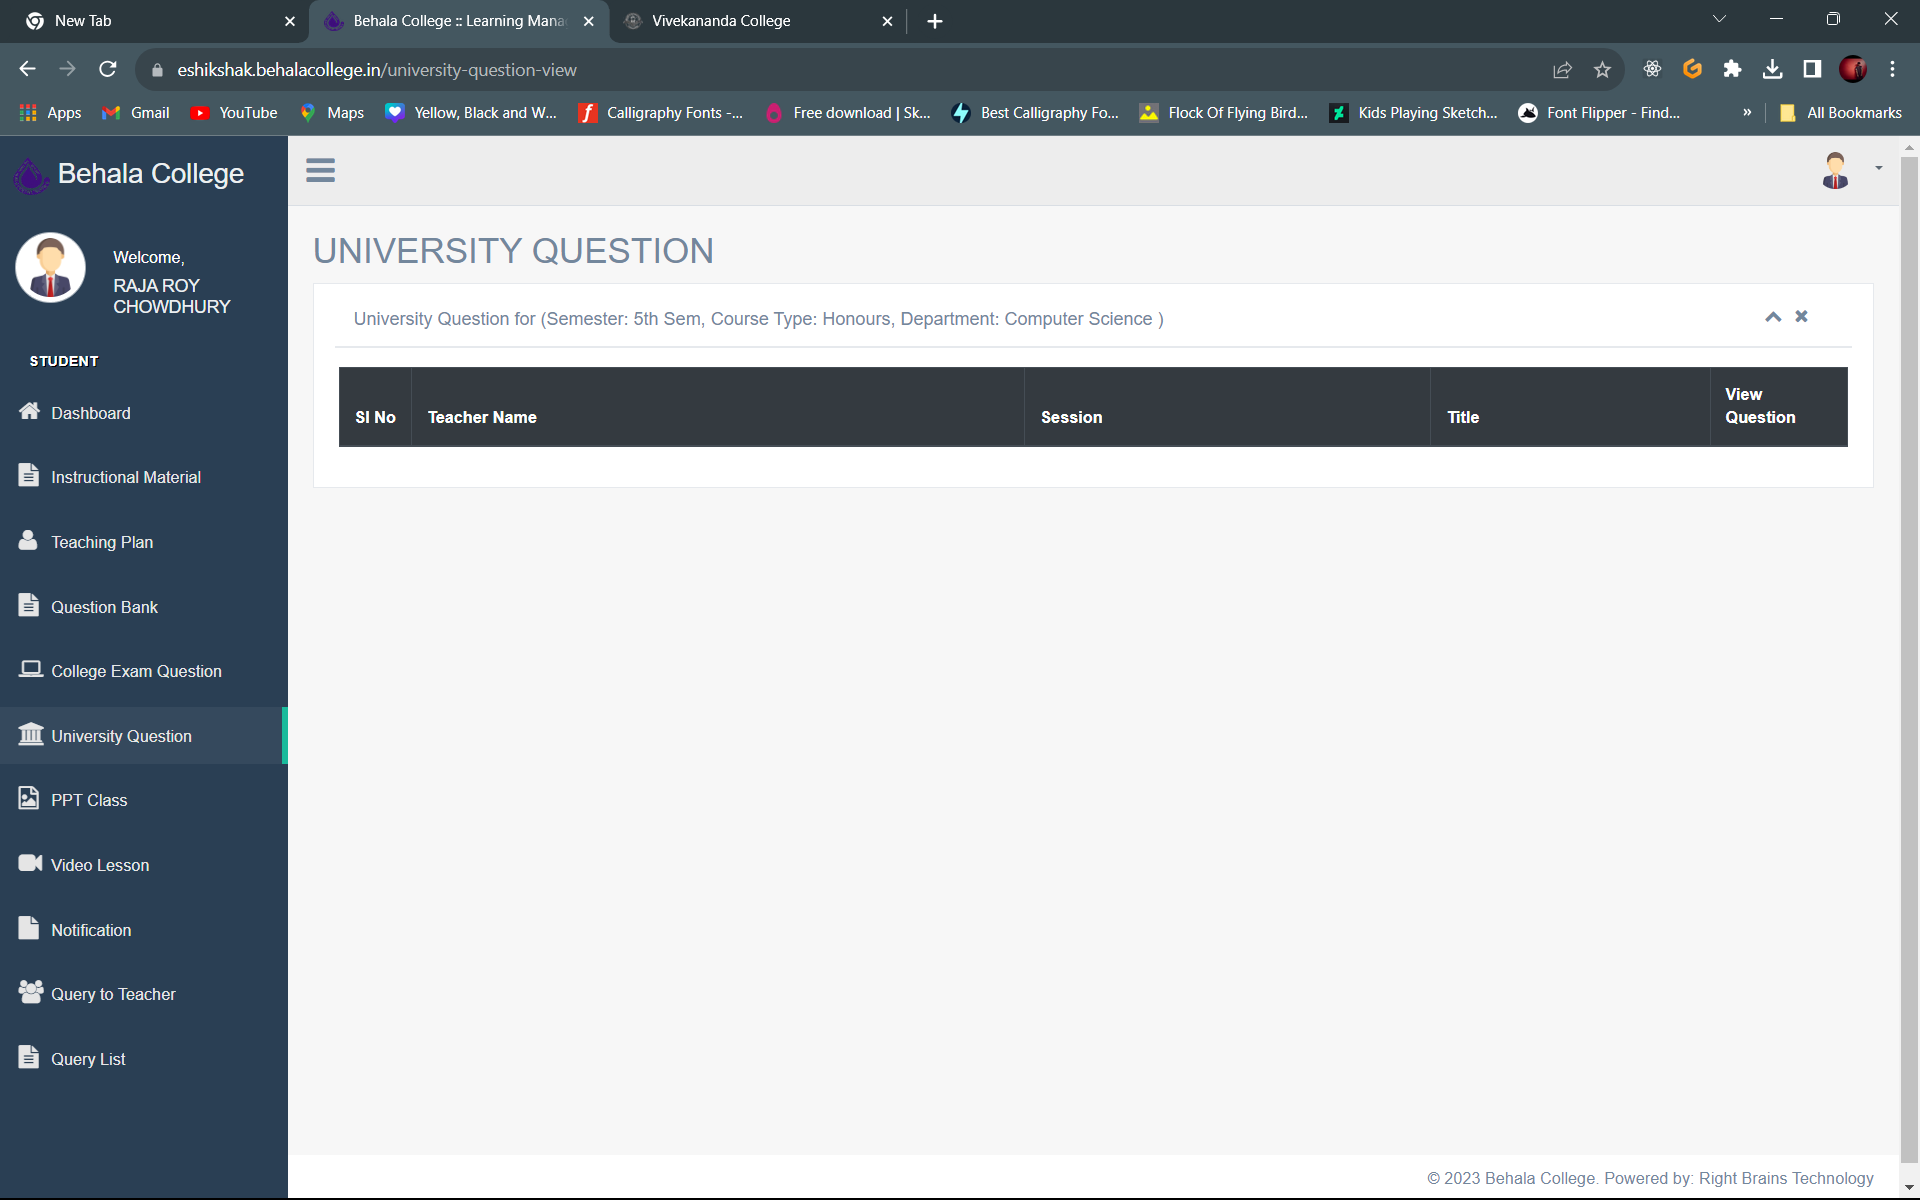 New Tab
Behala College :: Learning Mana
Vivekananda College
eshikshak.behalacollege.in/university-question-view
Apps
Gmail
YouTube
Maps
Yellow, Black and W...
Calligraphy Fonts -...
Free download | Sk...
Best Calligraphy Fo...
Flock Of Flying Bird...
Kids Playing Sketch...
Font Flipper - Find...
»
All Bookmarks
Behala College
Welcome,
RAJA ROY
CHOWDHURY
STUDENT
Dashboard
Instructional Material
Teaching Plan
Question Bank
College Exam Question
University Question
PPT Class
Video Lesson
Notification
Query to Teacher
Query List
UNIVERSITY QUESTION
University Question for (Semester: 5th Sem, Course Type: Honours, Department: Computer Science )
Sl No
Teacher Name
Session
Title
View
Question
© 2023 Behala College. Powered by: Right Brains Technology